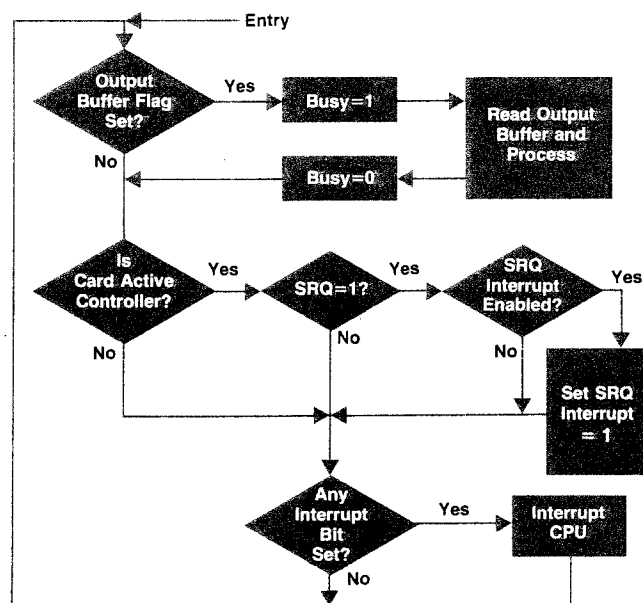 Entry
Output
Buffer Flag
Set?
Yes
Busy=1
Read Output
Buffer and
Process
No
Busy=0
Is
Card Active
Controller?
Yes
SRQ=1?
Yes
SRQ
Interrupt
Enabled?
Yes
No
No
No
Set SRQ
Interrupt
= 1
Any
Interrupt
Bit
Set?
Yes
Interrupt
CPU
No